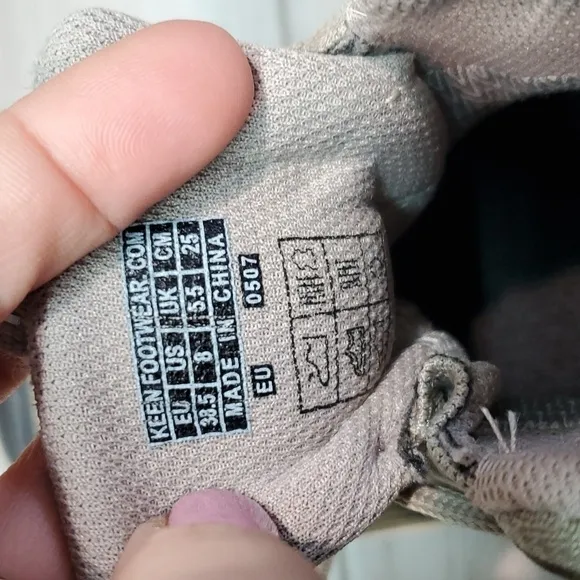 KEEN FOOTWEAR.COM
EU US UK CM
38.5 8 5.5 25
MADE IN CHINA
EU 0507